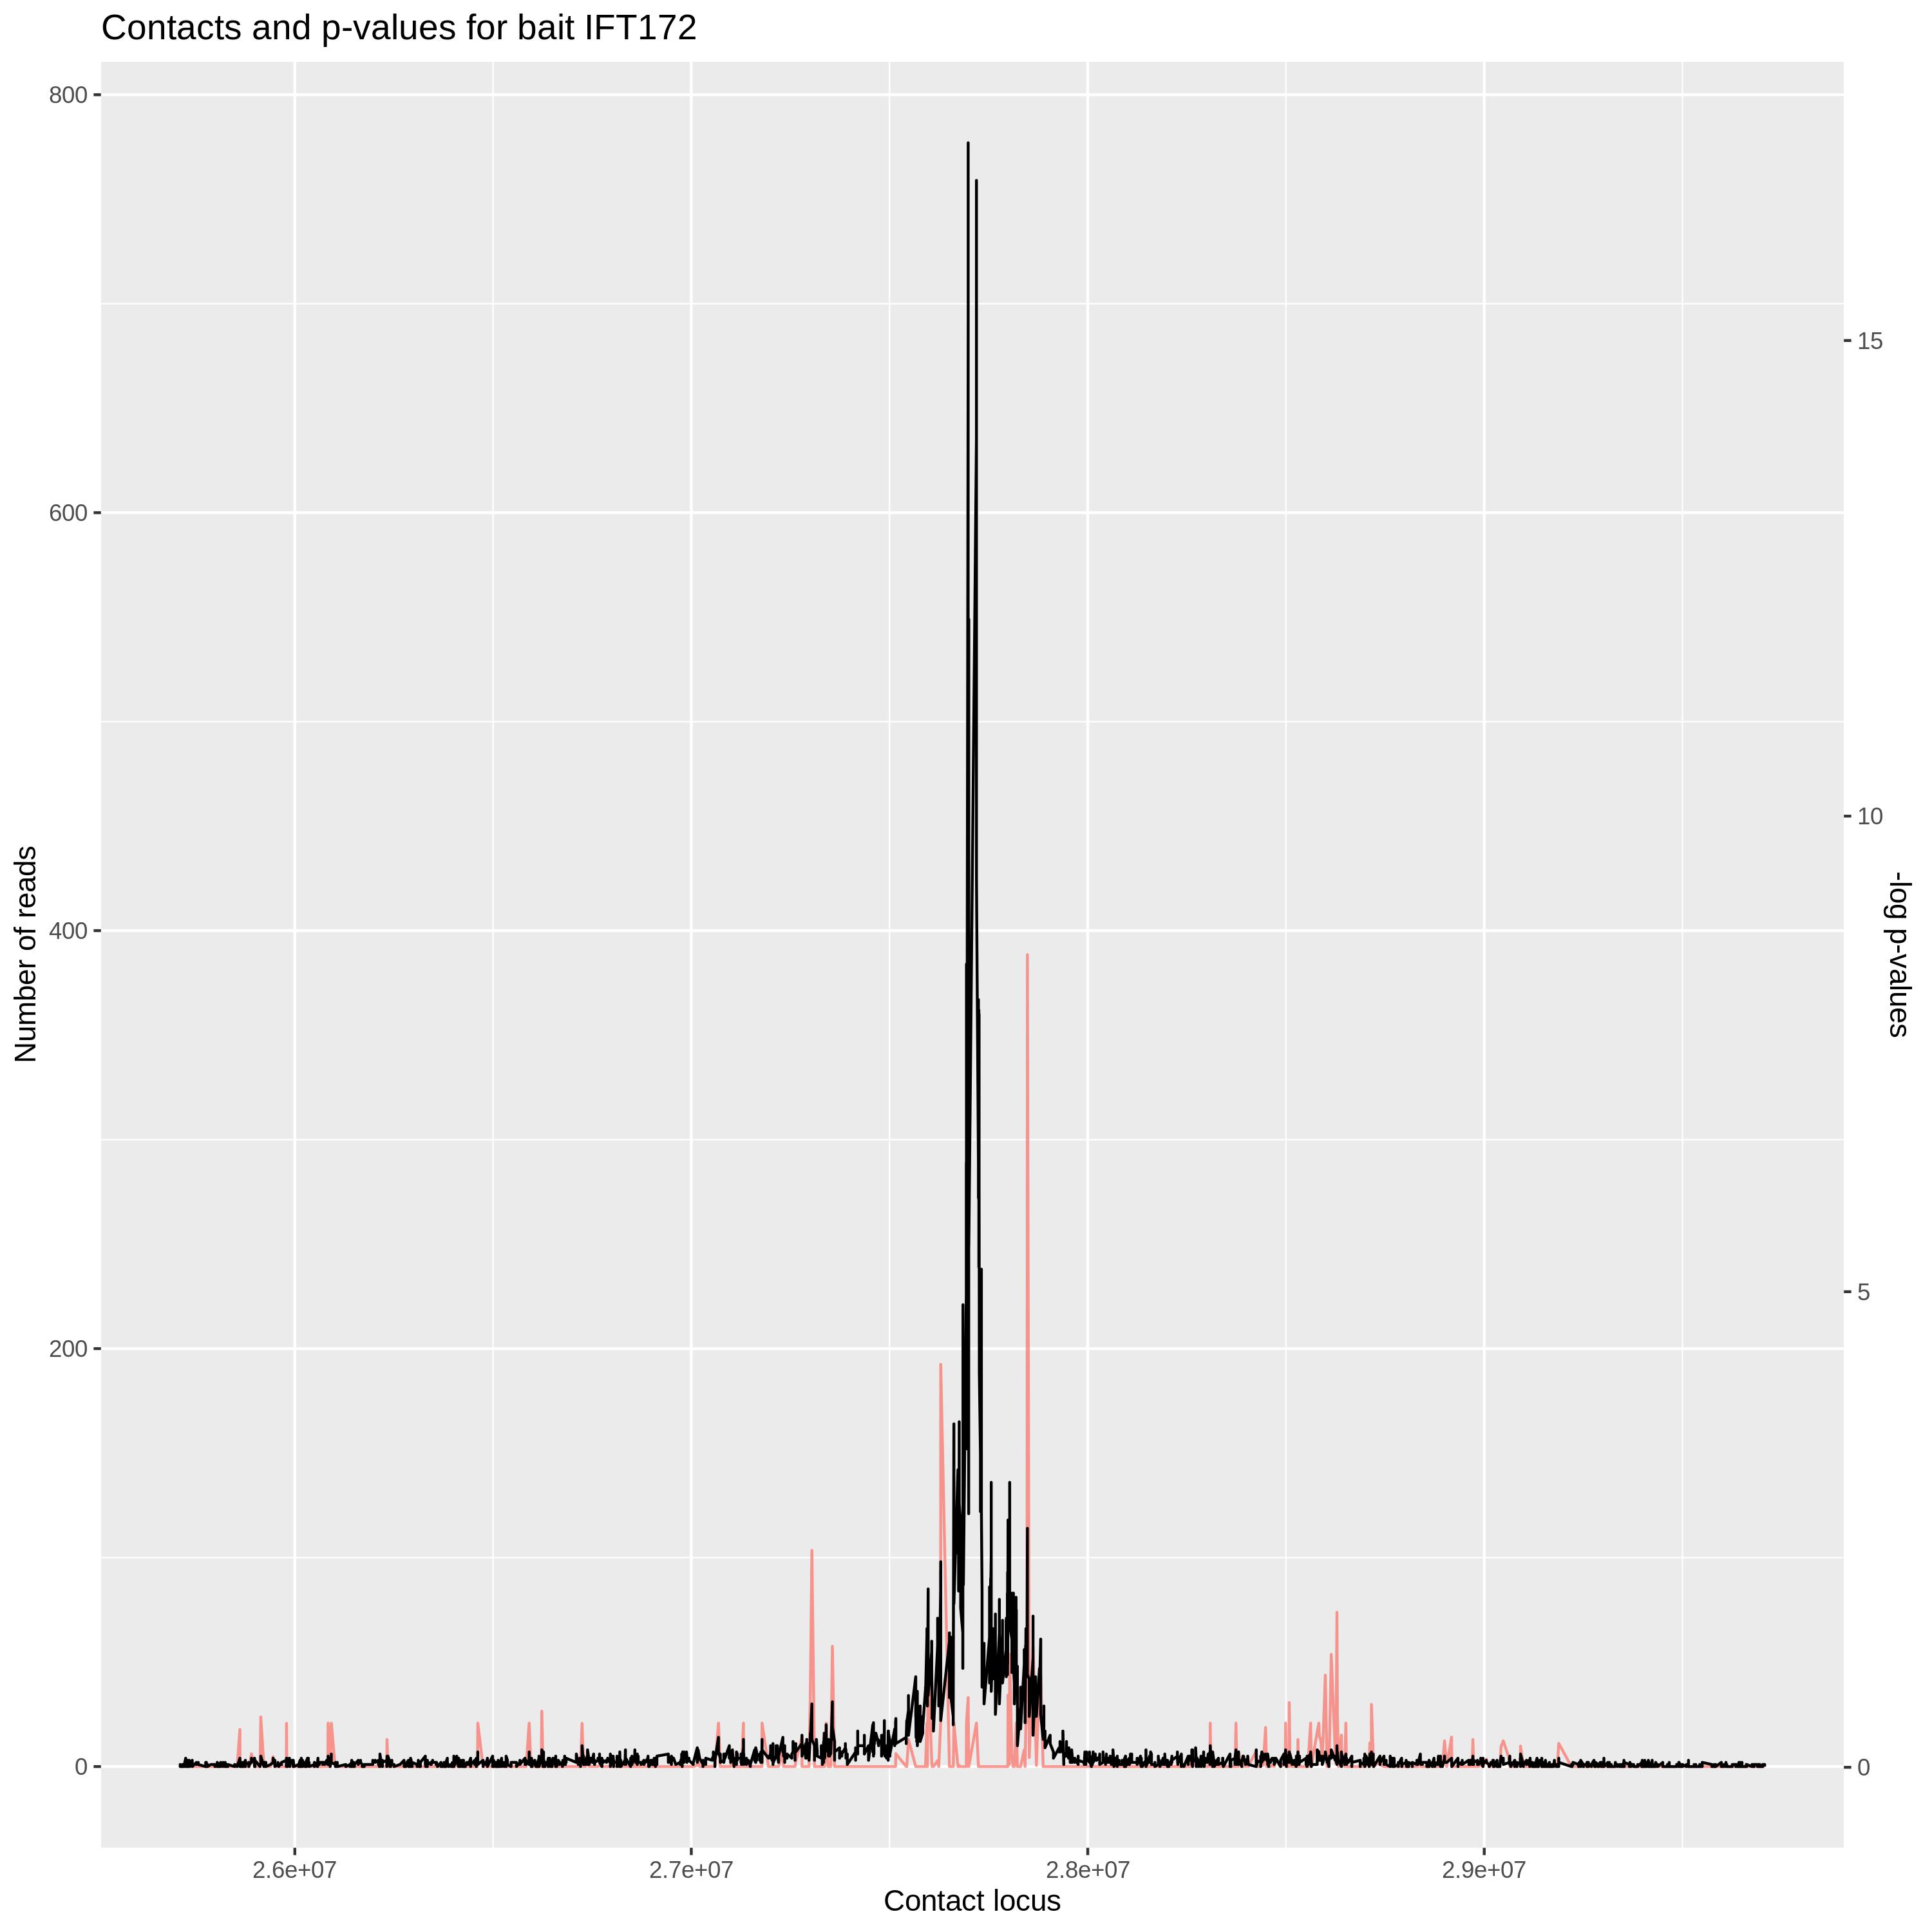 Contacts and p-values for bait IFT172
800
600
400
200
0
Number of reads
15
10
5
0
-log p-values
2.6e+07
2.7e+07
2.8e+07
2.9e+07
Contact locus